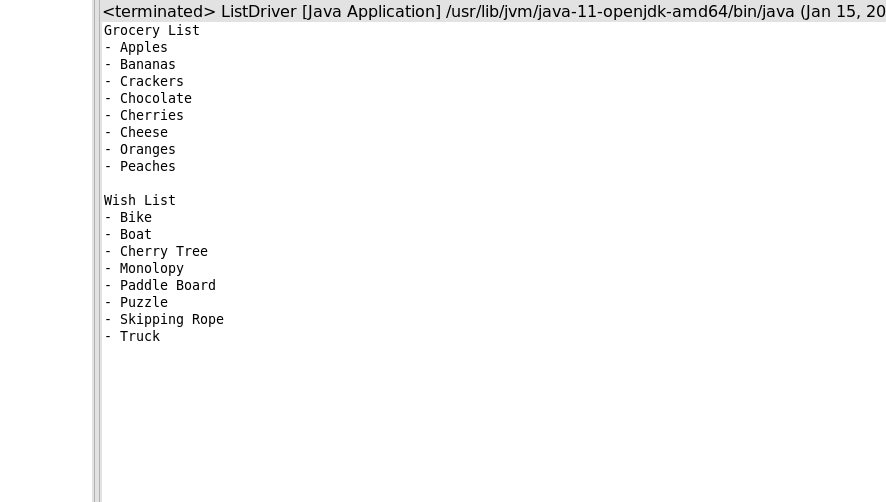 <terminated> ListDriver [Java Application] /usr/lib/jvm/java-11-openjdk-amd64/bin/java (Jan 15, 20
Grocery List
- Apples
- Bananas
- Crackers
- Chocolate
- Cherries
- Cheese
- Oranges
- Peaches

Wish List
- Bike
- Boat
- Cherry Tree
- Monolopy
- Paddle Board
- Puzzle
- Skipping Rope
- Truck